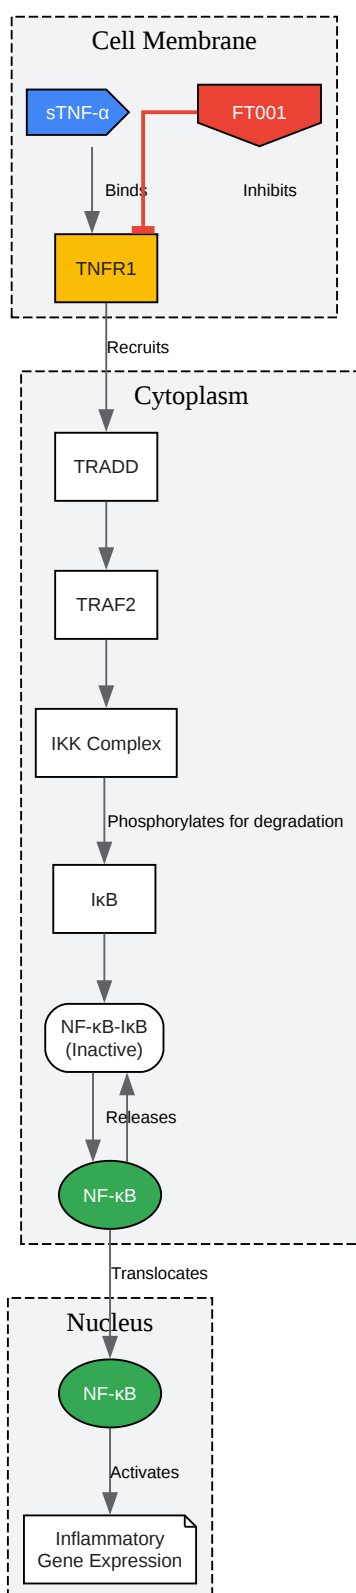 Cell Membrane
sTNF-α
FT001
Binds
Inhibits
TNFR1
Recruits
Cytoplasm
TRADD
TRAF2
IKK Complex
Phosphorylates for degradation
IκB
NF-κB-IκB
(Inactive)
Releases
NF-κB
Translocates
Nucleus
NF-κB
Activates
Inflammatory
Gene Expression